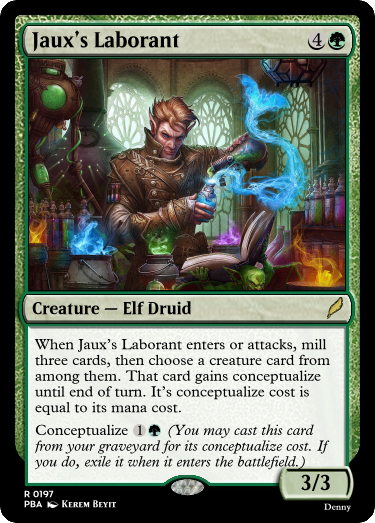 Jaux's Laborant 4
Creature — Elf Druid
When Jaux's Laborant enters or attacks, mill
three cards, then choose a creature card from
among them. That card gains conceptualize
until end of turn. It's conceptualize cost is
equal to its mana cost.
Conceptualize 1 (You may cast this card
from your graveyard for its conceptualize cost. If
you do, exile it when it enters the battlefield.)
3/3
R 0197
PBA Kerem Beyit
Denny